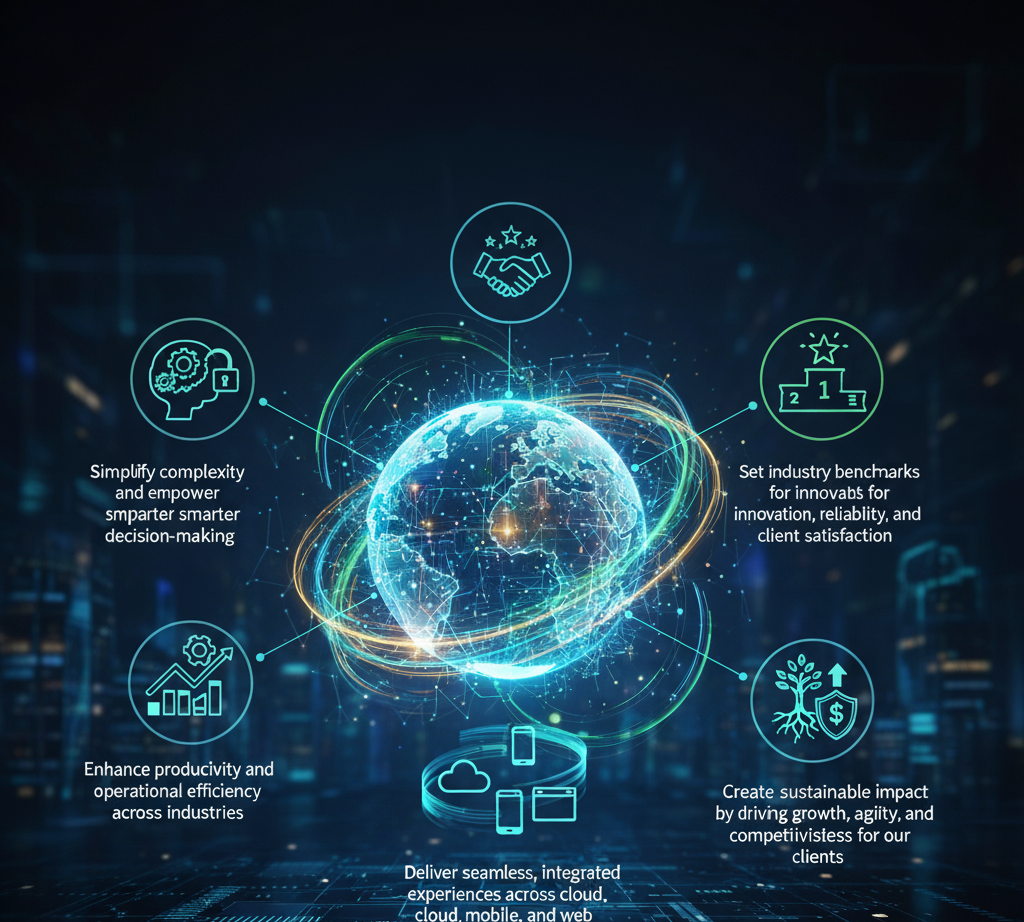 Simplify complexity
and empower
smparter smarter
decision-making
2
1
Set industry benchmarks
for innovabs for
innovation, reliablity, and
client satisfaction
Enhance producivity and
operational efficiency
across industries
$
Create sustainable impact
by driving growth, agiity, and
competiivistess for our
clients
Deliver seamless, integrated
experiences across cloud,
cloud, mobile, and web